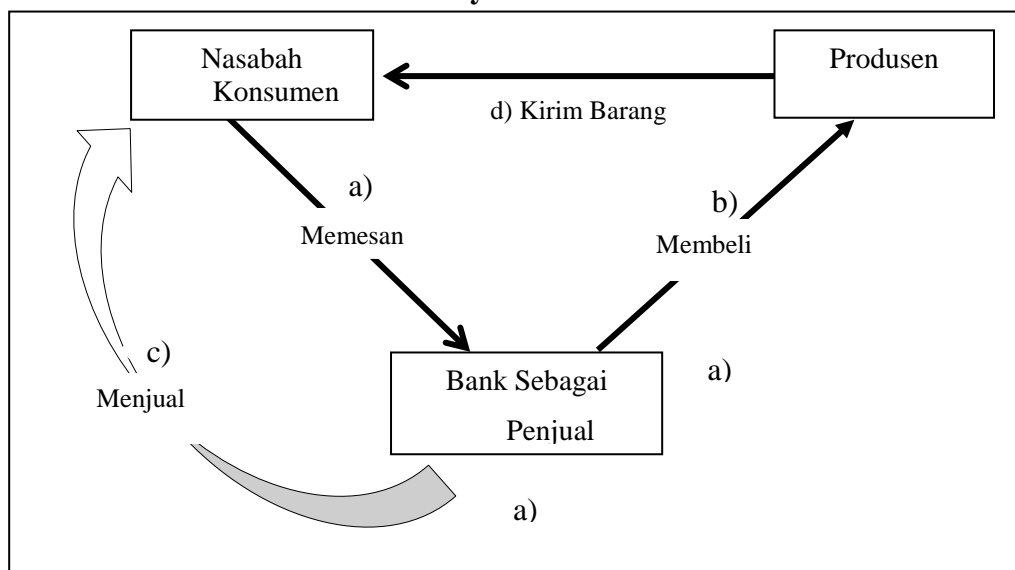 Nasabah
Konsumen
Produsen
d) Kirim Barang
a)
Memesan
b)
Membeli
c)
Menjual
Bank Sebagai
Penjual
a)
a)